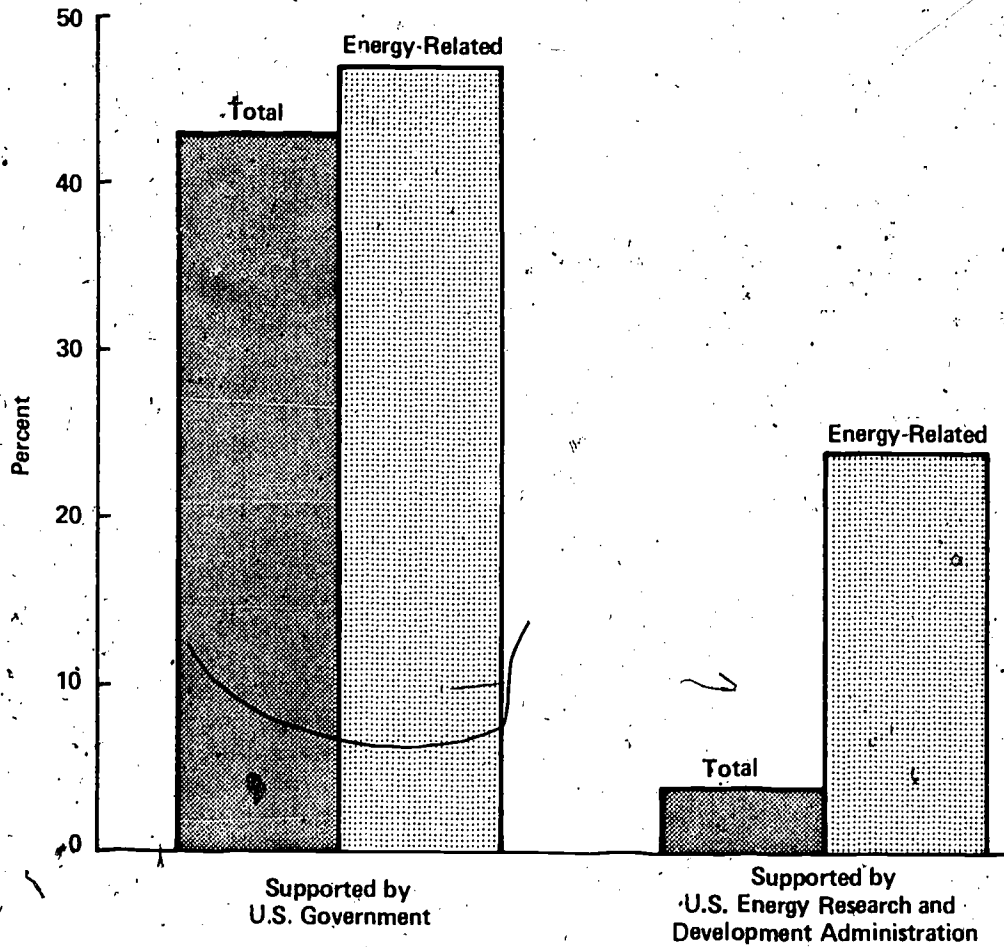 50
Energy-Related
Total
40
30
Percent
Energy-Related
20
10
Total
0
Supported by
U.S. Government
Supported by
U.S. Energy Research and
Development Administration